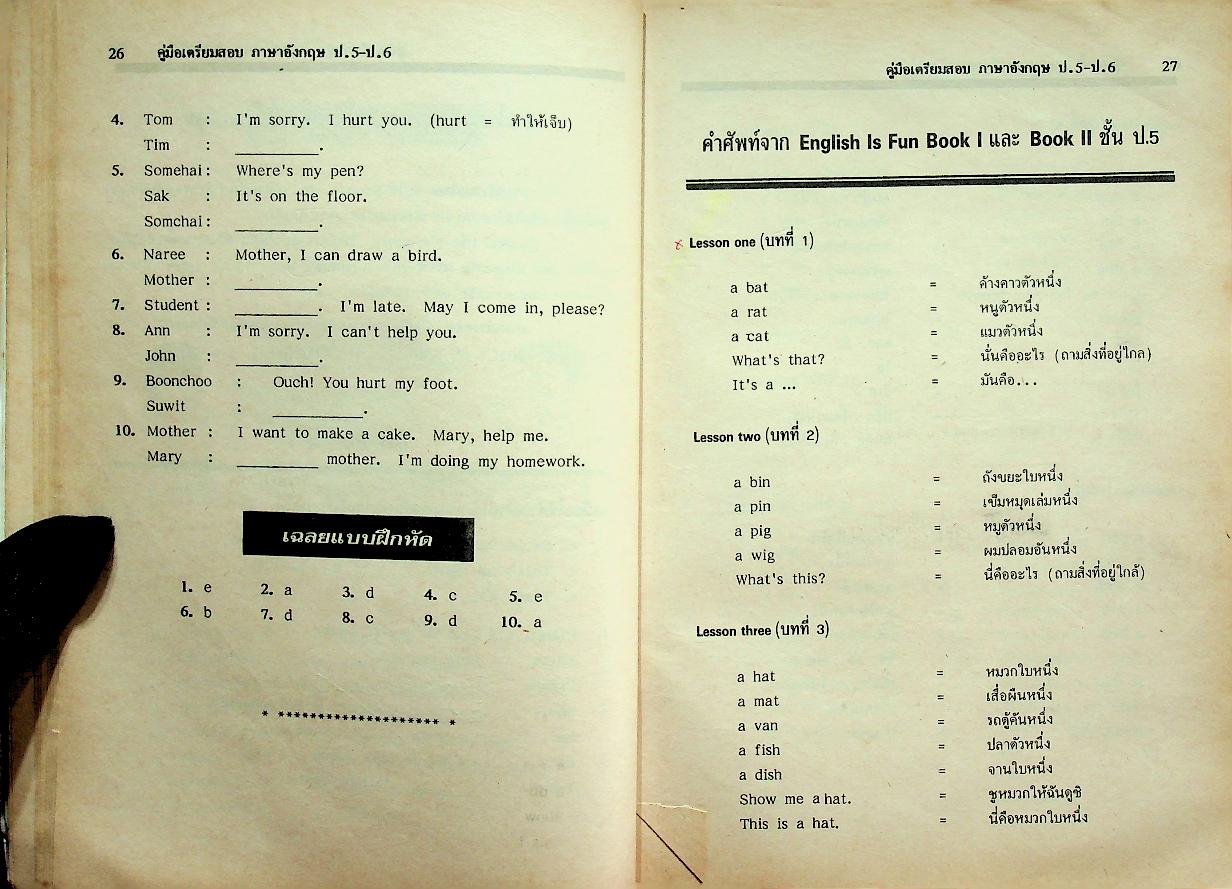 26 คู่มือเตรียมสอบ ภาษาอังกฤษ ป.5-ป.6
4. Tom : I'm sorry. I hurt you. (hurt = ทำให้เจ็บ)
Tim : ________.
5. Somehai : Where's my pen?
Sak : It's on the floor.
Somchai : ________.
6. Naree : Mother, I can draw a bird.
Mother : ________.
7. Student : ________. I'm late. May I come in, please?
8. Ann : I'm sorry. I can't help you.
John : ________.
9. Boonchoo : Ouch! You hurt my foot.
Suwit : ________.
10. Mother : I want to make a cake. Mary, help me.
Mary : ________ mother. I'm doing my homework.
เฉลยแบบฝึกหัด
1. e 2. a 3. d 4. c 5. e
6. b 7. d 8. c 9. d 10. a
* ******************** *
คู่มือเตรียมสอบ ภาษาอังกฤษ ป.5-ป.6 27
คำศัพท์จาก English Is Fun Book I และ Book II ชั้น ป.5
Lesson one (บทที่ 1)
a bat = ค้างคาวตัวหนึ่ง
a rat = หนูตัวหนึ่ง
a cat = แมวตัวหนึ่ง
What's that? = นั่นคืออะไร (ถามสิ่งที่อยู่ไกล)
It's a ... = มันคือ...
Lesson two (บทที่ 2)
a bin = ถังขยะใบหนึ่ง
a pin = เข็มหมุดเล่มหนึ่ง
a pig = หมูตัวหนึ่ง
a wig = ผมปลอมอันหนึ่ง
What's this? = นี่คืออะไร (ถามสิ่งที่อยู่ใกล้)
Lesson three (บทที่ 3)
a hat = หมวกใบหนึ่ง
a mat = เสื่อผืนหนึ่ง
a van = รถตู้คันหนึ่ง
a fish = ปลาตัวหนึ่ง
a dish = จานใบหนึ่ง
Show me a hat. = ชูหมวกให้ฉันดูซิ
This is a hat. = นี่คือหมวกใบหนึ่ง